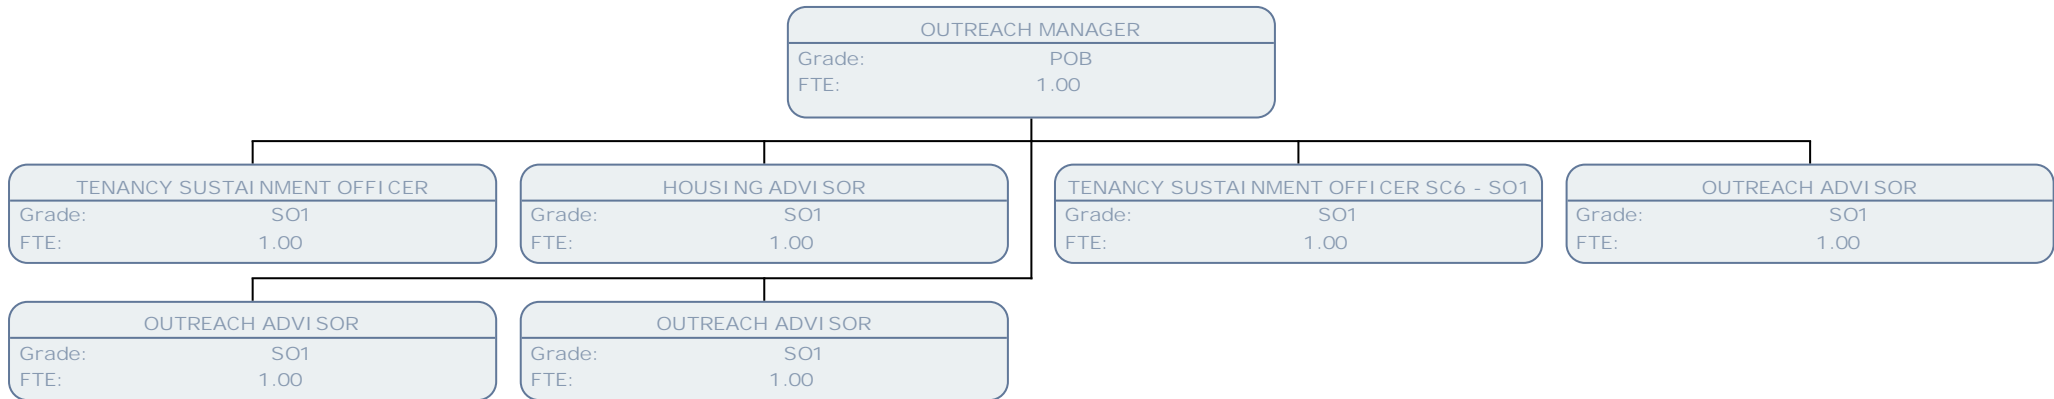 OUTREACH MANAGER
Grade: POB
FTE: 1.00
TENANCY SUSTAINMENT OFFICER
Grade: SO1
FTE: 1.00
HOUSING ADVISOR
Grade: SO1
FTE: 1.00
TENANCY SUSTAINMENT OFFICER SC6 - SO1
Grade: SO1
FTE: 1.00
OUTREACH ADVISOR
Grade: SO1
FTE: 1.00
OUTREACH ADVISOR
Grade: SO1
FTE: 1.00
OUTREACH ADVISOR
Grade: SO1
FTE: 1.00